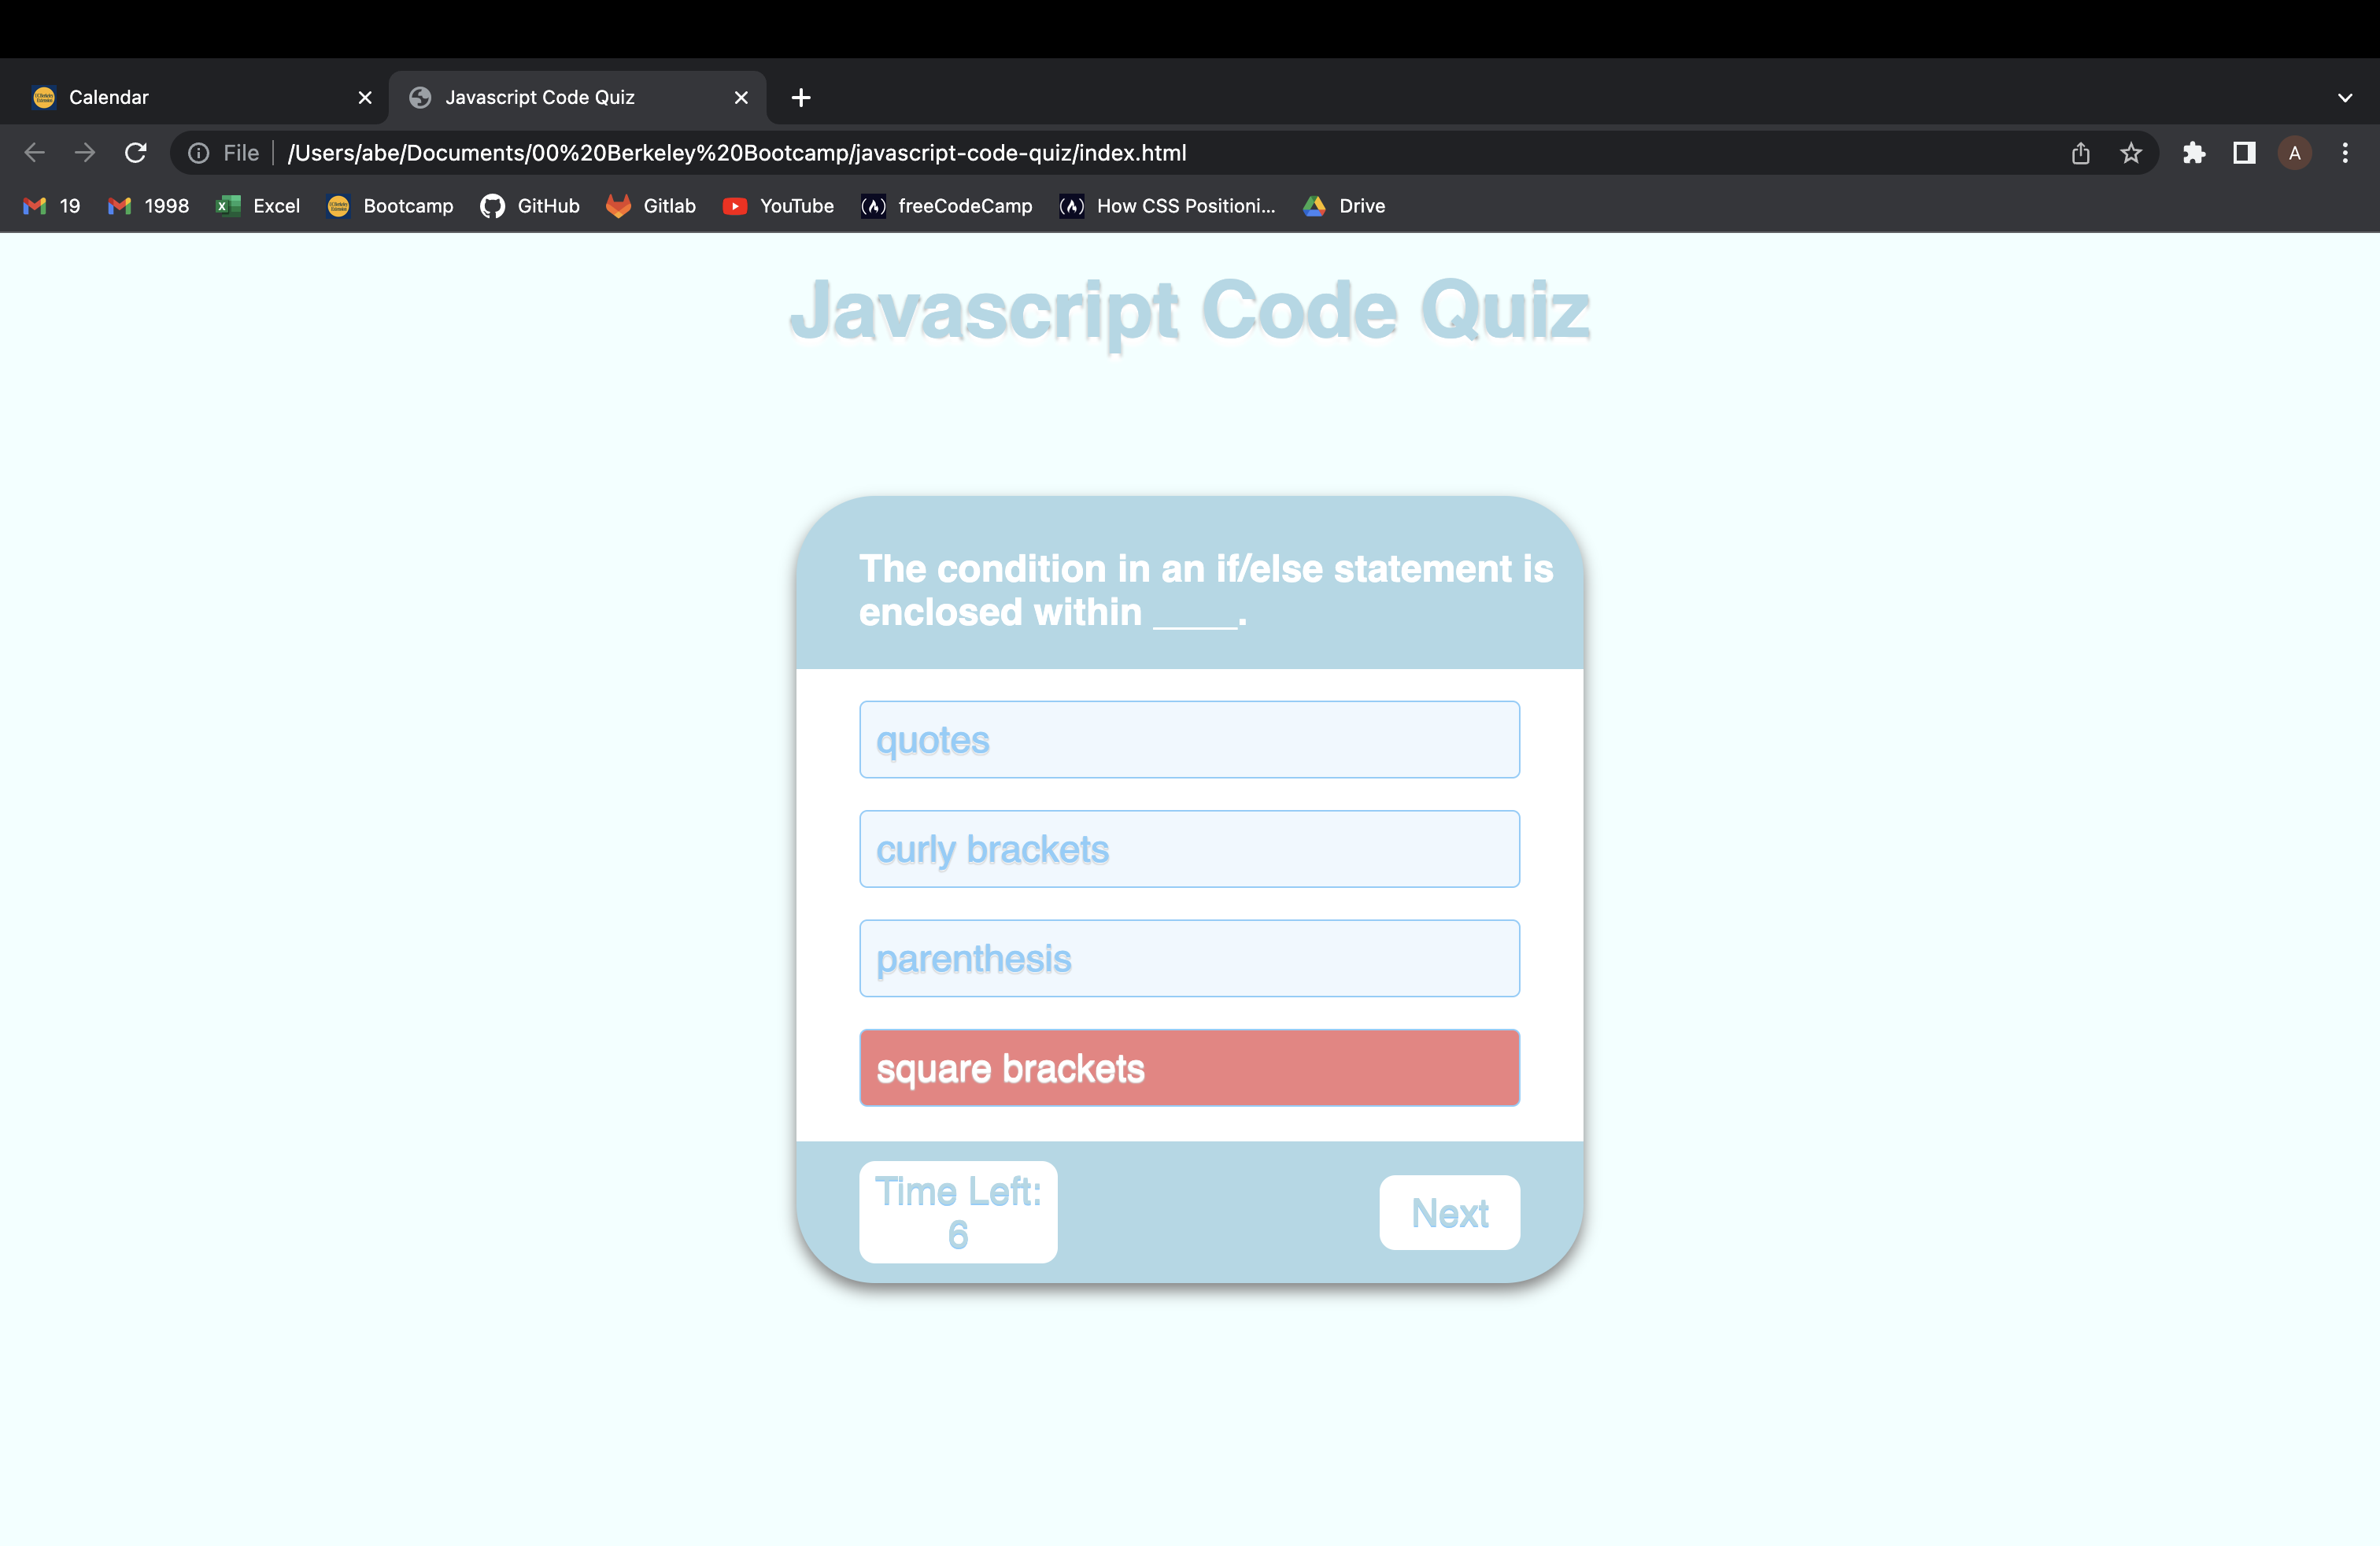 Calendar
Javascript Code Quiz
File
/Users/abe/Documents/00%20Berkeley%20Bootcamp/javascript-code-quiz/index.html
A
19
1998
Excel
Bootcamp
GitHub
Gitlab
YouTube
freeCodeCamp
How CSS Positioni...
Drive
Javascript Code Quiz
The condition in an if/else statement is
enclosed within _____.
quotes
curly brackets
parenthesis
square brackets
Time Left:
6
Next